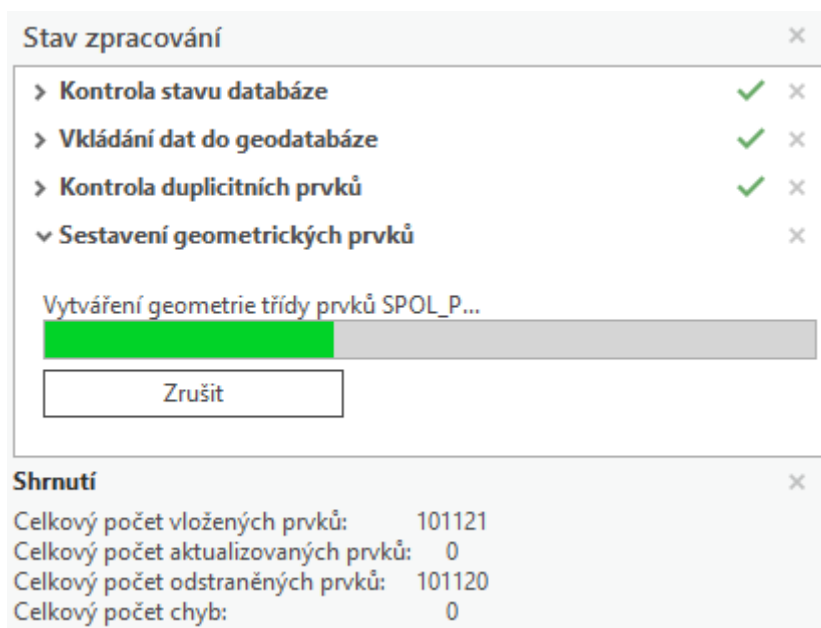 Stav zpracování
Kontrola stavu databáze
Vkládání dat do geodatabáze
Kontrola duplicitních prvků
Sestavení geometrických prvků
Vytváření geometrie třídy prvků SPOL_P...
Zrušit
Shrnutí
Celkový počet vložených prvků: 101121
Celkový počet aktualizovaných prvků: 0
Celkový počet odstraněných prvků: 101120
Celkový počet chyb: 0